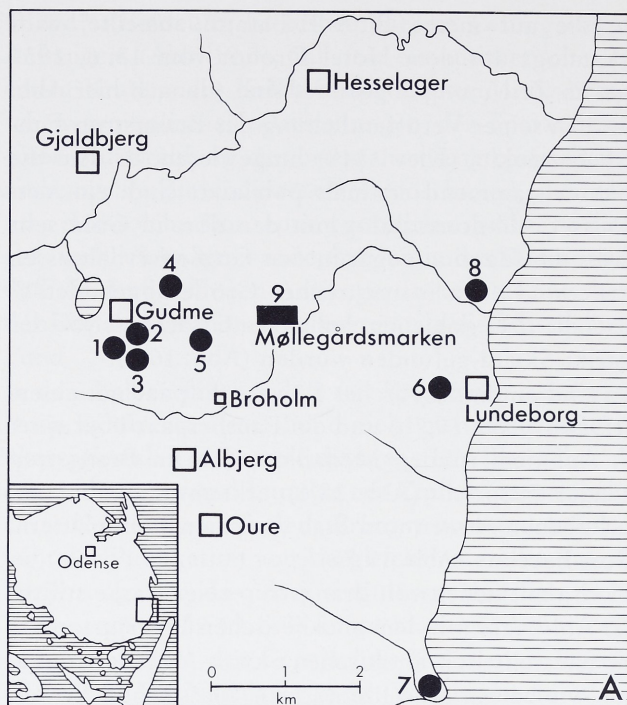 Hesselager
Gjaldbjerg
4
8
9
Gudme
2
Møllegårdsmarken
1
5
3
6
Broholm
Lundeborg
Albjerg
Oure
Odense
0 1 2
km
7
A